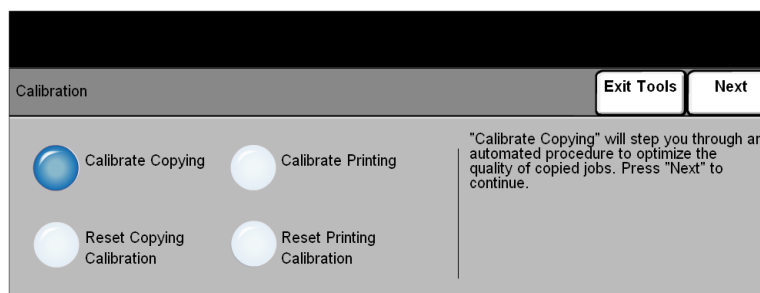 Calibration
Exit Tools
Next
Calibrate Copying
Calibrate Printing
Reset Copying
Calibration
Reset Printing
Calibration
"Calibrate Copying" will step you through an
automated procedure to optimize the
quality of copied jobs. Press "Next" to
continue.